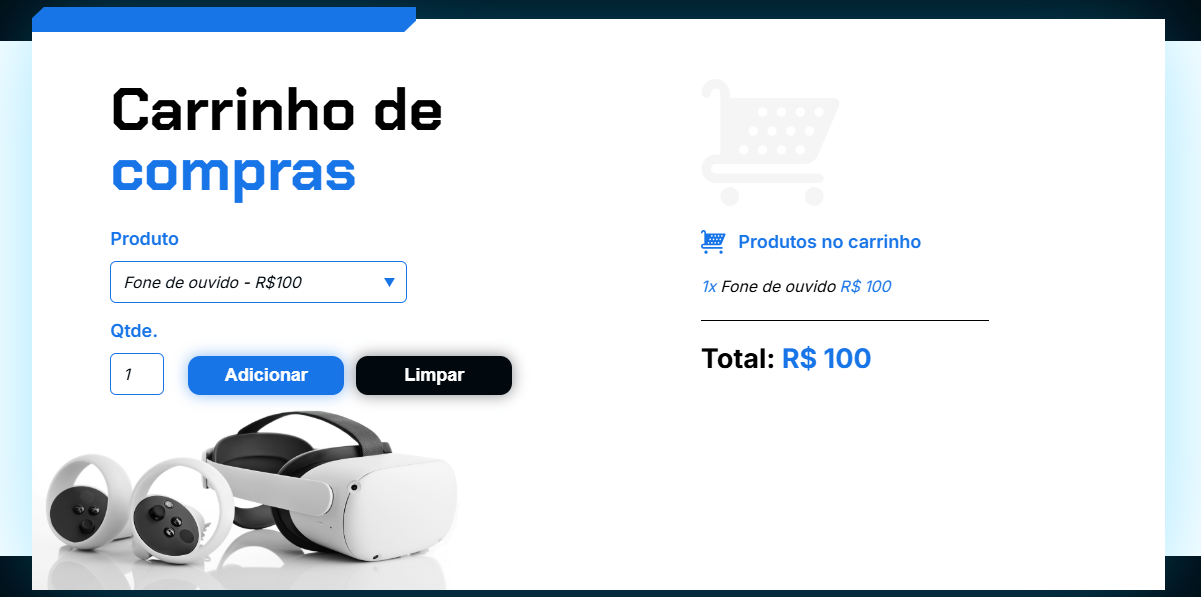 Carrinho de
compras
Produto
Fone de ouvido - R$100
Qtde.
1
Adicionar
Limpar
Produtos no carrinho
1x Fone de ouvido R$ 100
Total: R$ 100